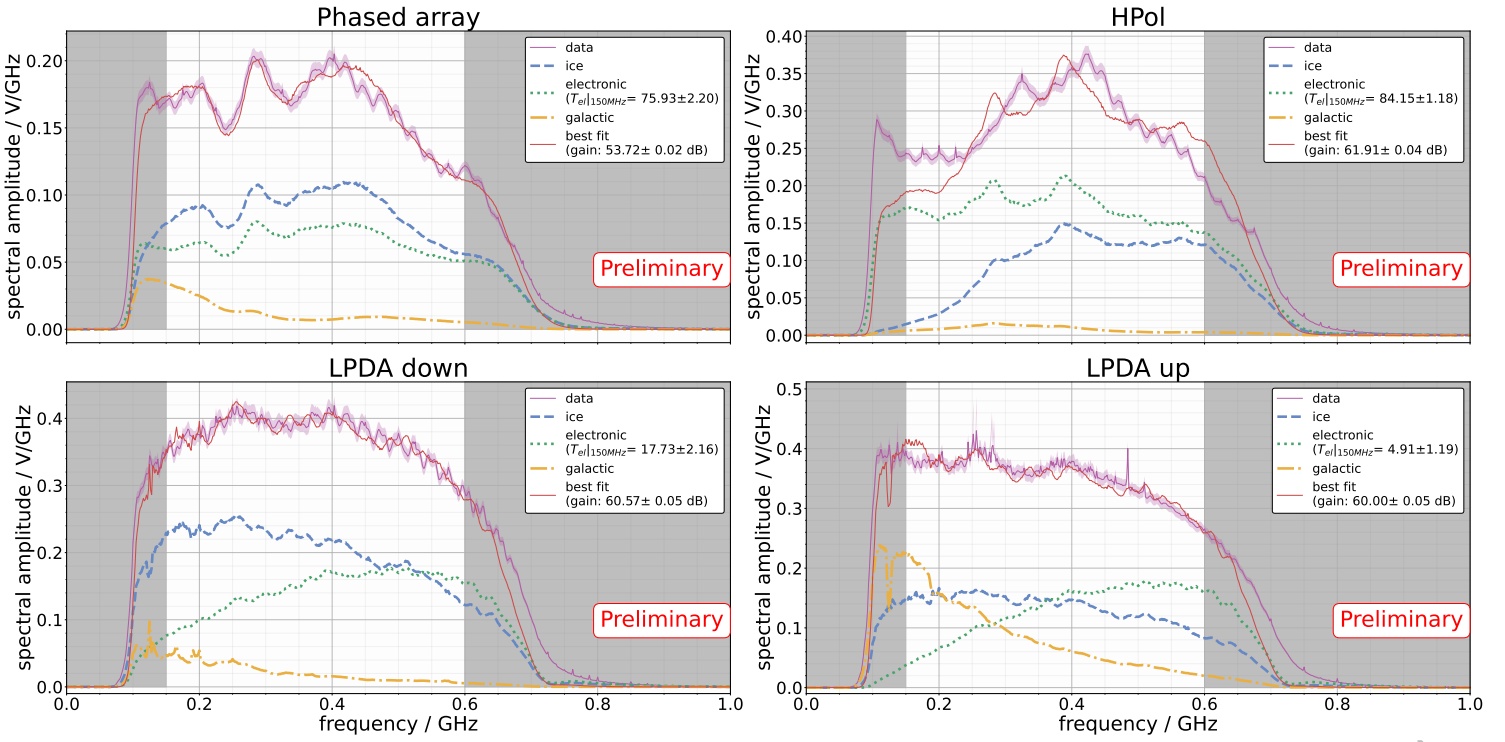 Phased array
spectral amplitude / V/GHz
0.20
0.15
0.10
0.05
0.00
data
ice
electronic
(T_el|150MHz= 75.93±2.20)
galactic
best fit
(gain: 53.72± 0.02 dB)
Preliminary
HPol
spectral amplitude / V/GHz
0.40
0.35
0.30
0.25
0.20
0.15
0.10
0.05
0.00
data
ice
electronic
(T_el|150MHz= 84.15±1.18)
galactic
best fit
(gain: 61.91± 0.04 dB)
Preliminary
LPDA down
spectral amplitude / V/GHz
0.4
0.3
0.2
0.1
0.0
data
ice
electronic
(T_el|150MHz= 17.73±2.16)
galactic
best fit
(gain: 60.57± 0.05 dB)
Preliminary
0.0 0.2 0.4 0.6 0.8 1.0
frequency / GHz
LPDA up
spectral amplitude / V/GHz
0.5
0.4
0.3
0.2
0.1
0.0
data
ice
electronic
(T_el|150MHz= 4.91±1.19)
galactic
best fit
(gain: 60.00± 0.05 dB)
Preliminary
0.0 0.2 0.4 0.6 0.8 1.0
frequency / GHz